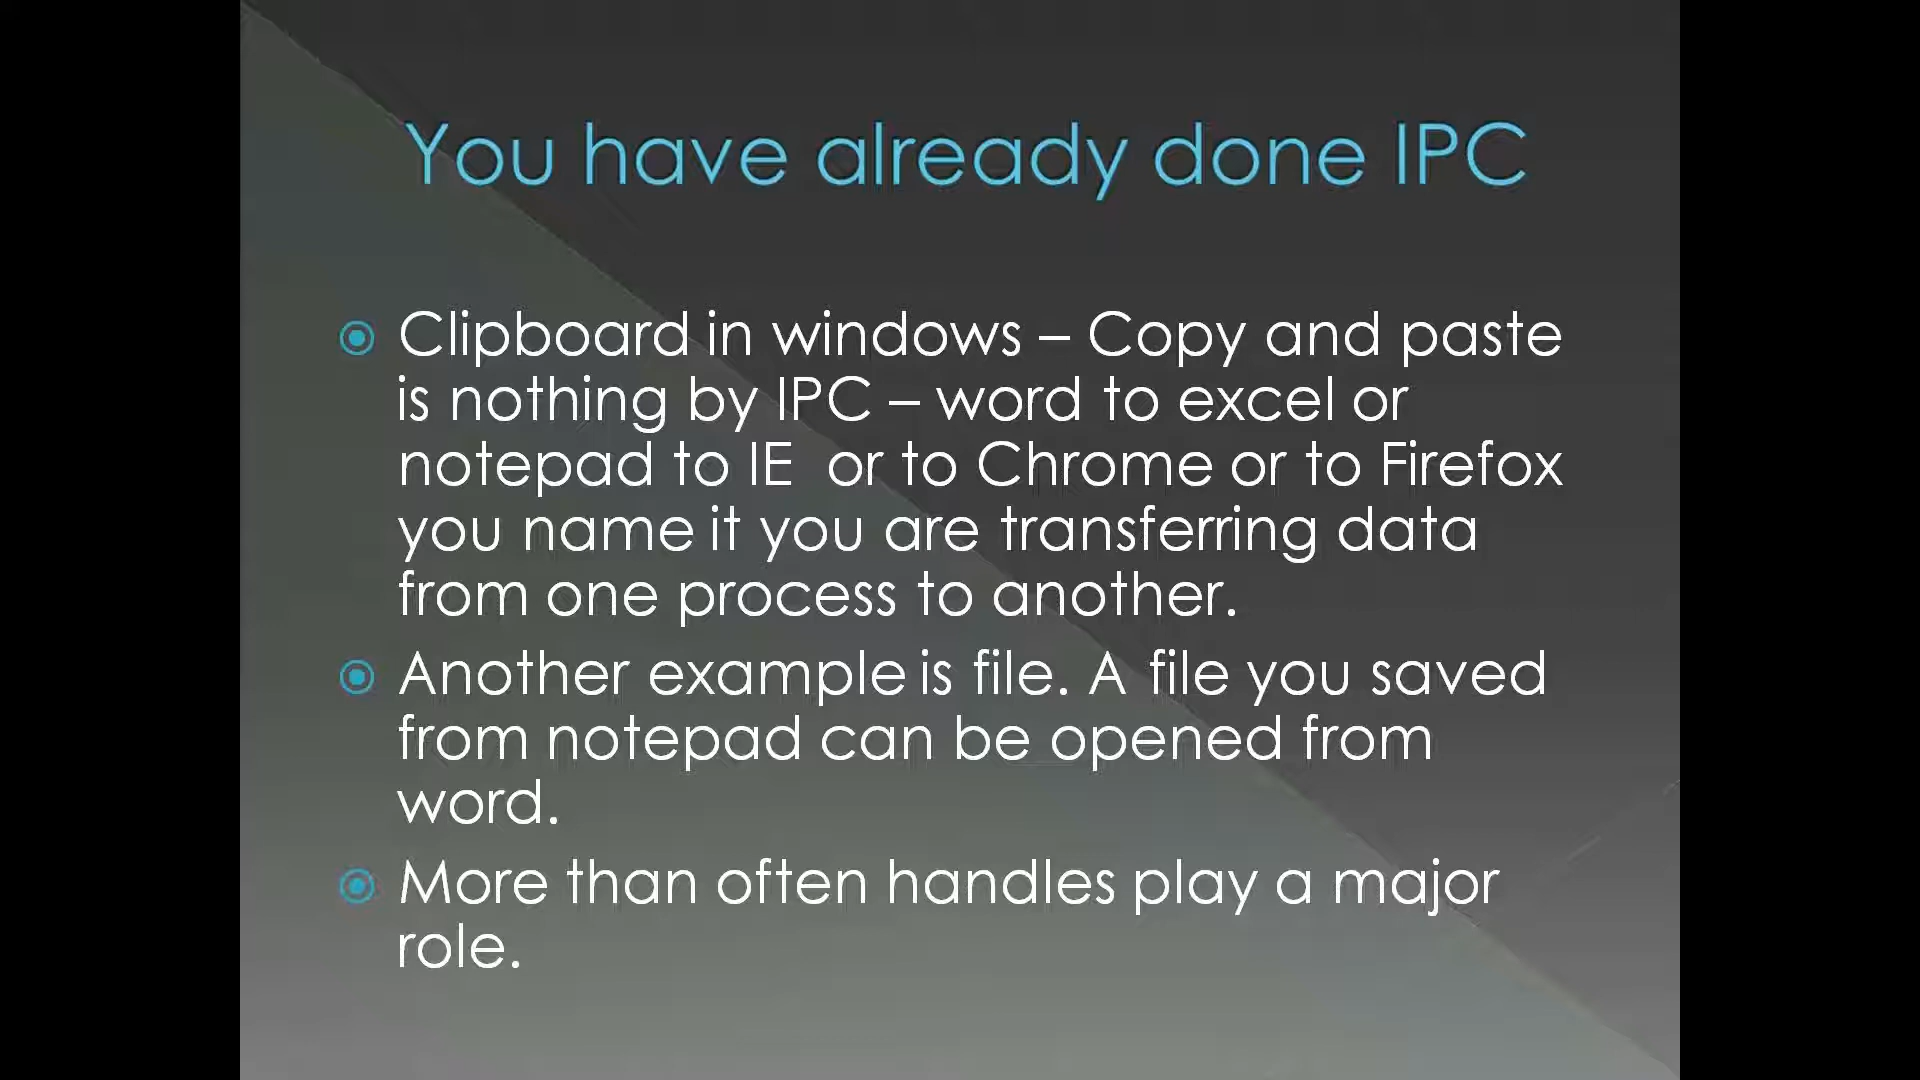 You have already done IPC
Clipboard in windows – Copy and paste
is nothing by IPC – word to excel or
notepad to IE or to Chrome or to Firefox
you name it you are transferring data
from one process to another.
Another example is file. A file you saved
from notepad can be opened from
word.
More than often handles play a major
role.